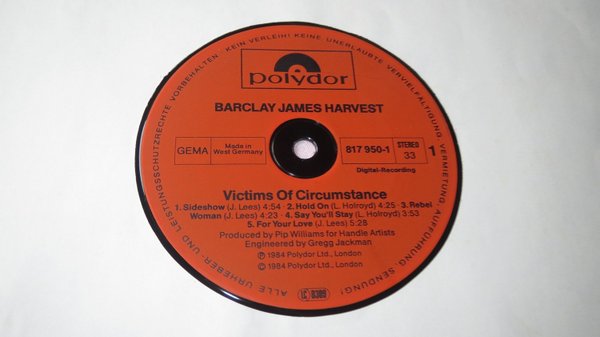 ALLE URHEBER- UND LEISTUNGSSCHUTZRECHTE VORBEHALTEN. KEIN VERLEIH! KEINE UNERLAUBTE VERVIELFÄLTIGUNG, VERMIETUNG, AUFFÜHRUNG, SENDUNG!
polydor
BARCLAY JAMES HARVEST
GEMA
Made in
West Germany
817 950-1
STEREO
33
1
Digital-Recording
Victims Of Circumstance
1. Sideshow (J. Lees) 4:54 · 2. Hold On (L. Holroyd) 4:25 · 3. Rebel
Woman (J. Lees) 4:23 · 4. Say You'll Stay (L. Holroyd) 3:53
5. For Your Love (J. Lees) 5:28
Produced by Pip Williams for Handle Artists
Engineered by Gregg Jackman
℗ 1984 Polydor Ltd., London
© 1984 Polydor Ltd., London
LC 0309